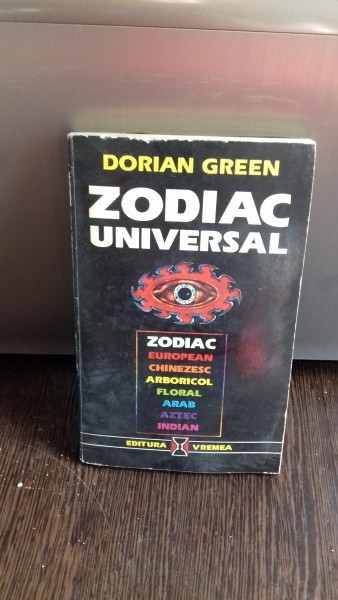 DORIAN GREEN
ZODIAC
UNIVERSAL
ZODIAC
EUROPEAN
CHINEZESC
ARBORICOL
FLORAL
ARAB
AZTEC
INDIAN
EDITURA VREMEA